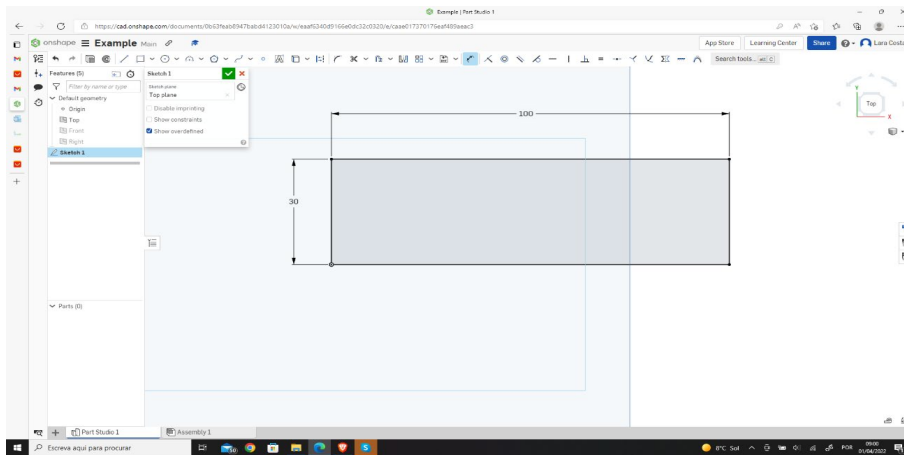 Example | Part Studio 1
https://cad.onshape.com/documents/0b63feab8947babd4123010a/w/eaaf6340d9166e0dc32c0320/e/caae017370176eaf489aeac3
onshape Example Main
App Store Learning Center Share Lara Costa
Search tools... alt C
Features (5)
Filter by name or type
Default geometry
Origin
Top
Front
Right
Sketch 1
Sketch 1
Sketch plane
Top plane
Disable imprinting
Show constraints
Show overdefined
100
30
Y
Top
X
Parts (0)
Part Studio 1 Assembly 1
Escreva aqui para procurar
8°C Sol
POR
09:00
01/04/2022